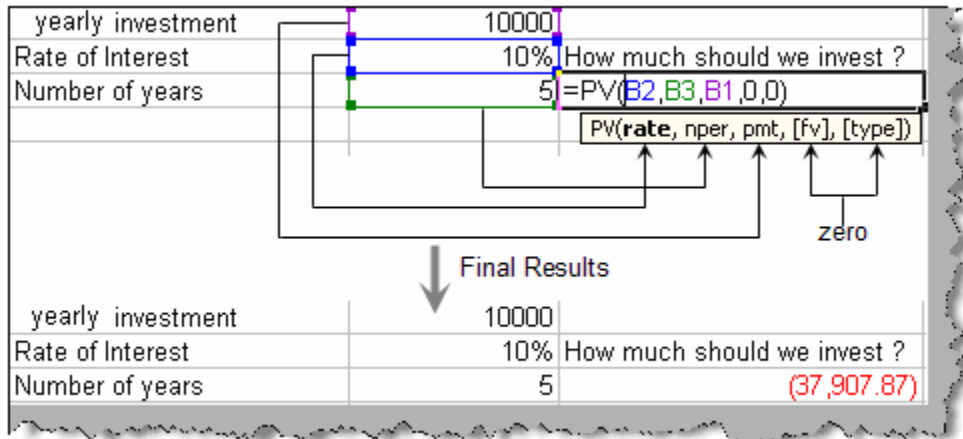 yearly investment 10000
Rate of Interest 10% How much should we invest ?
Number of years 5 =PV(B2,B3,B1,0,0)
PV(rate, nper, pmt, [fv], [type])
zero
Final Results
yearly investment 10000
Rate of Interest 10% How much should we invest ?
Number of years 5 (37,907.87)